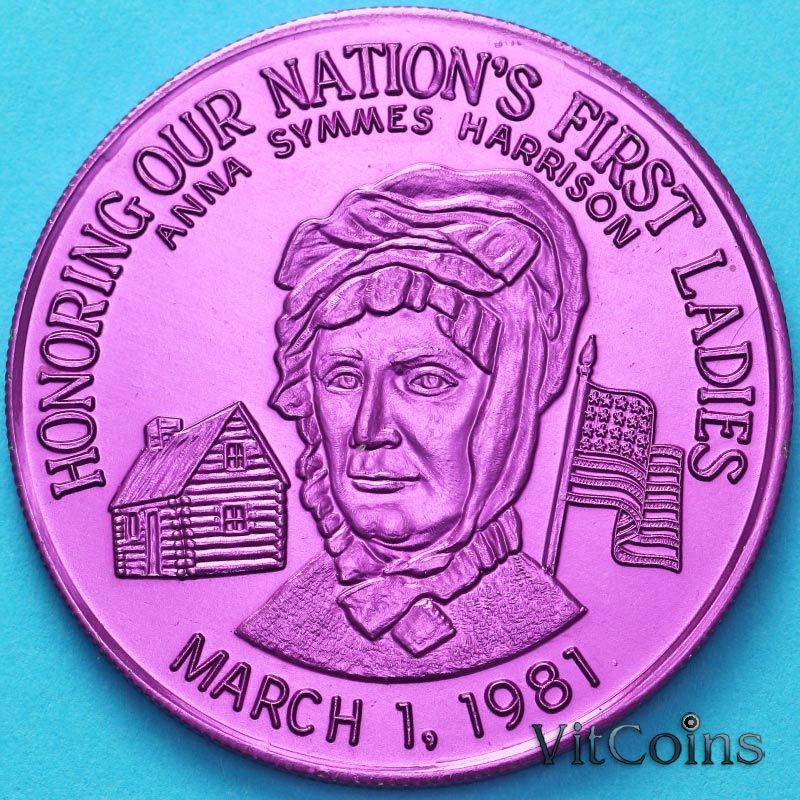 HONORING OUR NATION'S FIRST LADIES
ANNA SYMMES HARRISON
MARCH 1, 1981
VitCoins